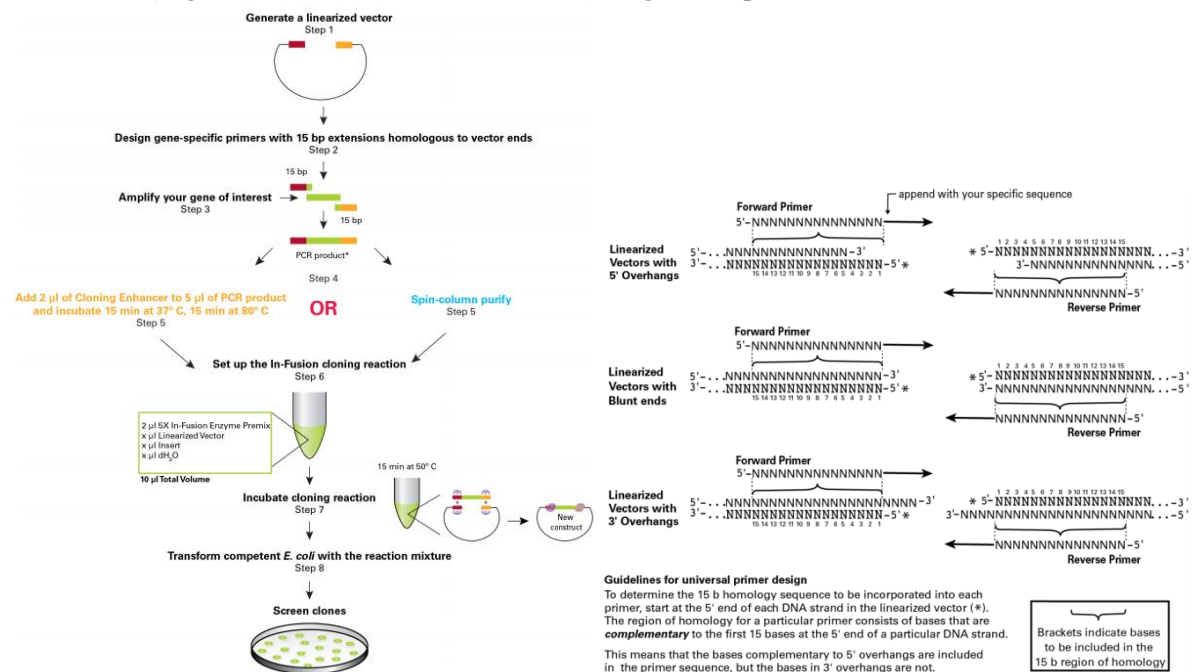 Generate a linearized vector
Step 1
Design gene-specific primers with 15 bp extensions homologous to vector ends
Step 2
15 bp
Amplify your gene of interest
Step 3
15 bp
PCR product*
Step 4
Add 2 µl of Cloning Enhancer to 5 µl of PCR product
and incubate 15 min at 37° C, 15 min at 80° C
Step 5
OR
Spin-column purify
Step 5
Set up the In-Fusion cloning reaction
Step 6
2 µl 5X In-Fusion Enzyme Premix
x µl Linearized Vector
x µl Insert
x µl dH₂O
10 µl Total Volume
15 min at 50° C
Incubate cloning reaction
Step 7
New
construct
Transform competent E. coli with the reaction mixture
Step 8
Screen clones
append with your specific sequence
Forward Primer
5'-NNNNNNNNNNNNNNN
Linearized
Vectors with
5' Overhangs
5'-...NNNNNNNNNNNNN-3'
3'-...NNNNNNNNNNNNNNNNNN-5'*
15 14 13 12 11 10 9 8 7 6 5 4 3 2 1
1 2 3 4 5 6 7 8 9 10 11 12 13 14 15
* 5'-NNNNNNNNNNNNNNNNNN...-3'
3'-NNNNNNNNNNNNNN...-5'
NNNNNNNNNNNNNNN-5'
Reverse Primer
Forward Primer
5'-NNNNNNNNNNNNNNN
Linearized
Vectors with
Blunt ends
5'-...NNNNNNNNNNNNNNNNNN-3'
3'-...NNNNNNNNNNNNNNNNNN-5'*
15 14 13 12 11 10 9 8 7 6 5 4 3 2 1
1 2 3 4 5 6 7 8 9 10 11 12 13 14 15
*5'-NNNNNNNNNNNNNNNNNN...-3'
3'-NNNNNNNNNNNNNNNNNN...-5'
NNNNNNNNNNNNNNN-5'
Reverse Primer
Forward Primer
5'-NNNNNNNNNNNNNNN
Linearized
Vectors with
3' Overhangs
5'-...NNNNNNNNNNNNNNNNNNNNNN-3'
3'-...NNNNNNNNNNNNNNNNNN-5'*
15 14 13 12 11 10 9 8 7 6 5 4 3 2 1
1 2 3 4 5 6 7 8 9 10 11 12 13 14 15
* 5'-NNNNNNNNNNNNNNNNNN...-3'
3'-NNNNNNNNNNNNNNNNNNNNNN...-5'
NNNNNNNNNNNNNNN-5'
Reverse Primer
Guidelines for universal primer design
To determine the 15 b homology sequence to be incorporated into each
primer, start at the 5' end of each DNA strand in the linearized vector (*).
The region of homology for a particular primer consists of bases that are
complementary to the first 15 bases at the 5' end of a particular DNA strand.
This means that the bases complementary to 5' overhangs are included
in the primer sequence, but the bases in 3' overhangs are not.
Brackets indicate bases
to be included in the
15 b region of homology